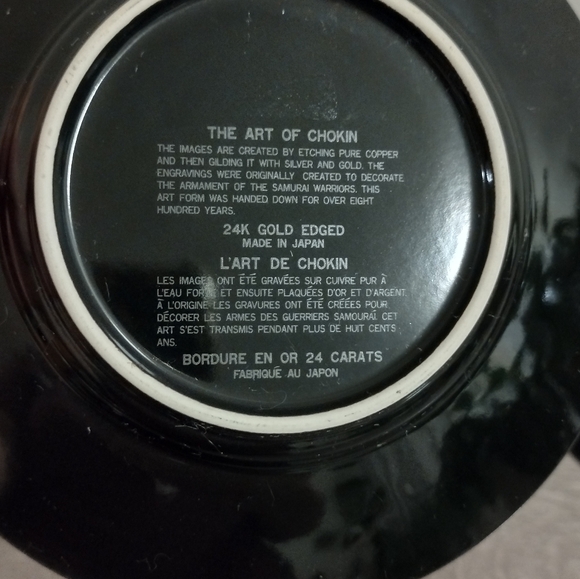 THE ART OF CHOKIN
THE IMAGES ARE CREATED BY ETCHING PURE COPPER
AND THEN GILDING IT WITH SILVER AND GOLD. THE
ENGRAVINGS WERE ORIGINALLY CREATED TO DECORATE
THE ARMAMENT OF THE SAMURAI WARRIORS. THIS
ART FORM WAS HANDED DOWN FOR OVER EIGHT
HUNDRED YEARS.
24K GOLD EDGED
MADE IN JAPAN
L'ART DE CHOKIN
LES IMAGES ONT ÉTÉ GRAVÉES SUR CUIVRE PUR À
L'EAU FORTE ET ENSUITE PLAQUÉES D'OR ET D'ARGENT.
À L'ORIGINE LES GRAVURES ONT ÉTÉ CRÉÉES POUR
DÉCORER LES ARMES DES GUERRIERS SAMOURAÏ. CET
ART S'EST TRANSMIS PENDANT PLUS DE HUIT CENTS
ANS.
BORDURE EN OR 24 CARATS
FABRIQUÉ AU JAPON